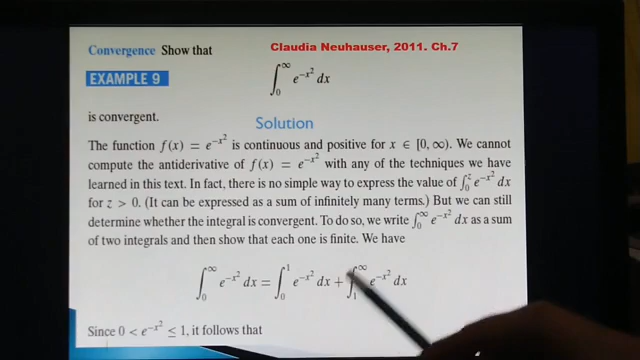 Convergence Show that
Claudia Neuhauser, 2011. Ch.7
EXAMPLE 9
∫₀^∞ e^{-x²} dx
is convergent.
Solution
The function f(x) = e^{-x²} is continuous and positive for x ∈ [0, ∞). We cannot
compute the antiderivative of f(x) = e^{-x²} with any of the techniques we have
learned in this text. In fact, there is no simple way to express the value of ∫₀^z e^{-x²} dx
for z > 0. (It can be expressed as a sum of infinitely many terms.) But we can still
determine whether the integral is convergent. To do so, we write ∫₀^∞ e^{-x²} dx as a sum
of two integrals and then show that each one is finite. We have
∫₀^∞ e^{-x²} dx = ∫₀^1 e^{-x²} dx + ∫₁^∞ e^{-x²} dx
Since 0 < e^{-x²} ≤ 1, it follows that